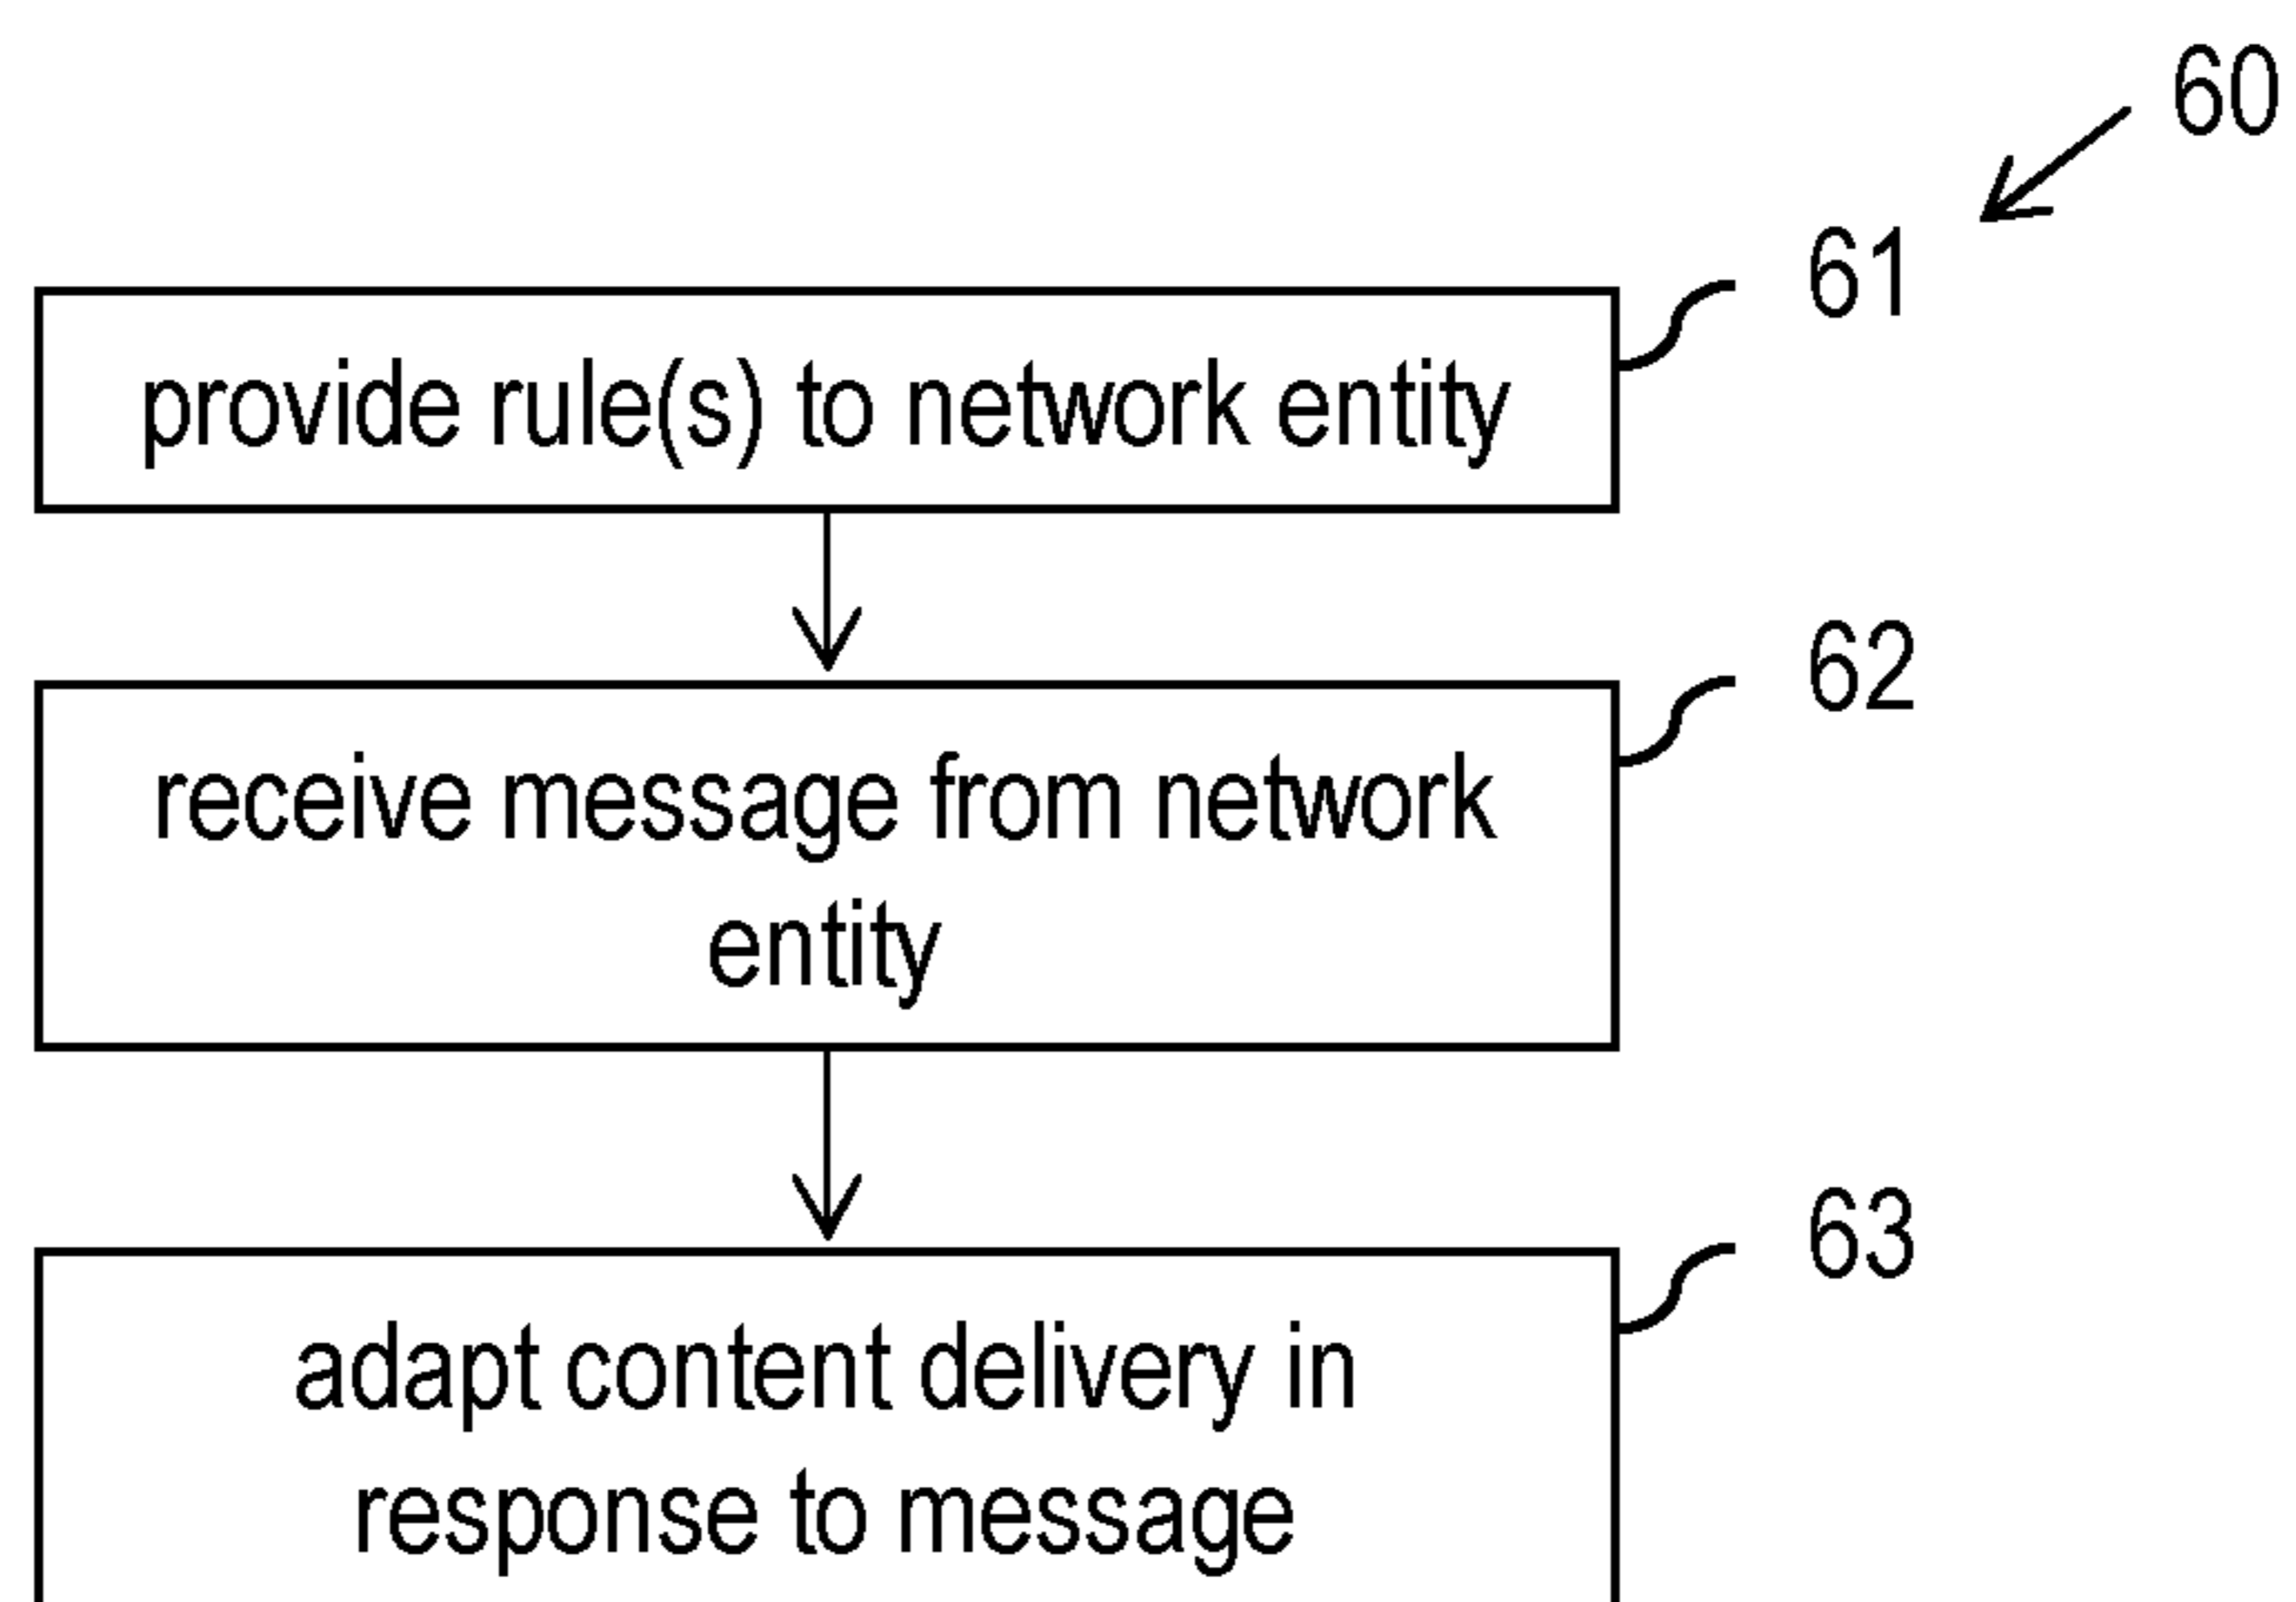 60
61
provide rule(s) to network entity
62
receive message from network
entity
63
adapt content delivery in
response to message